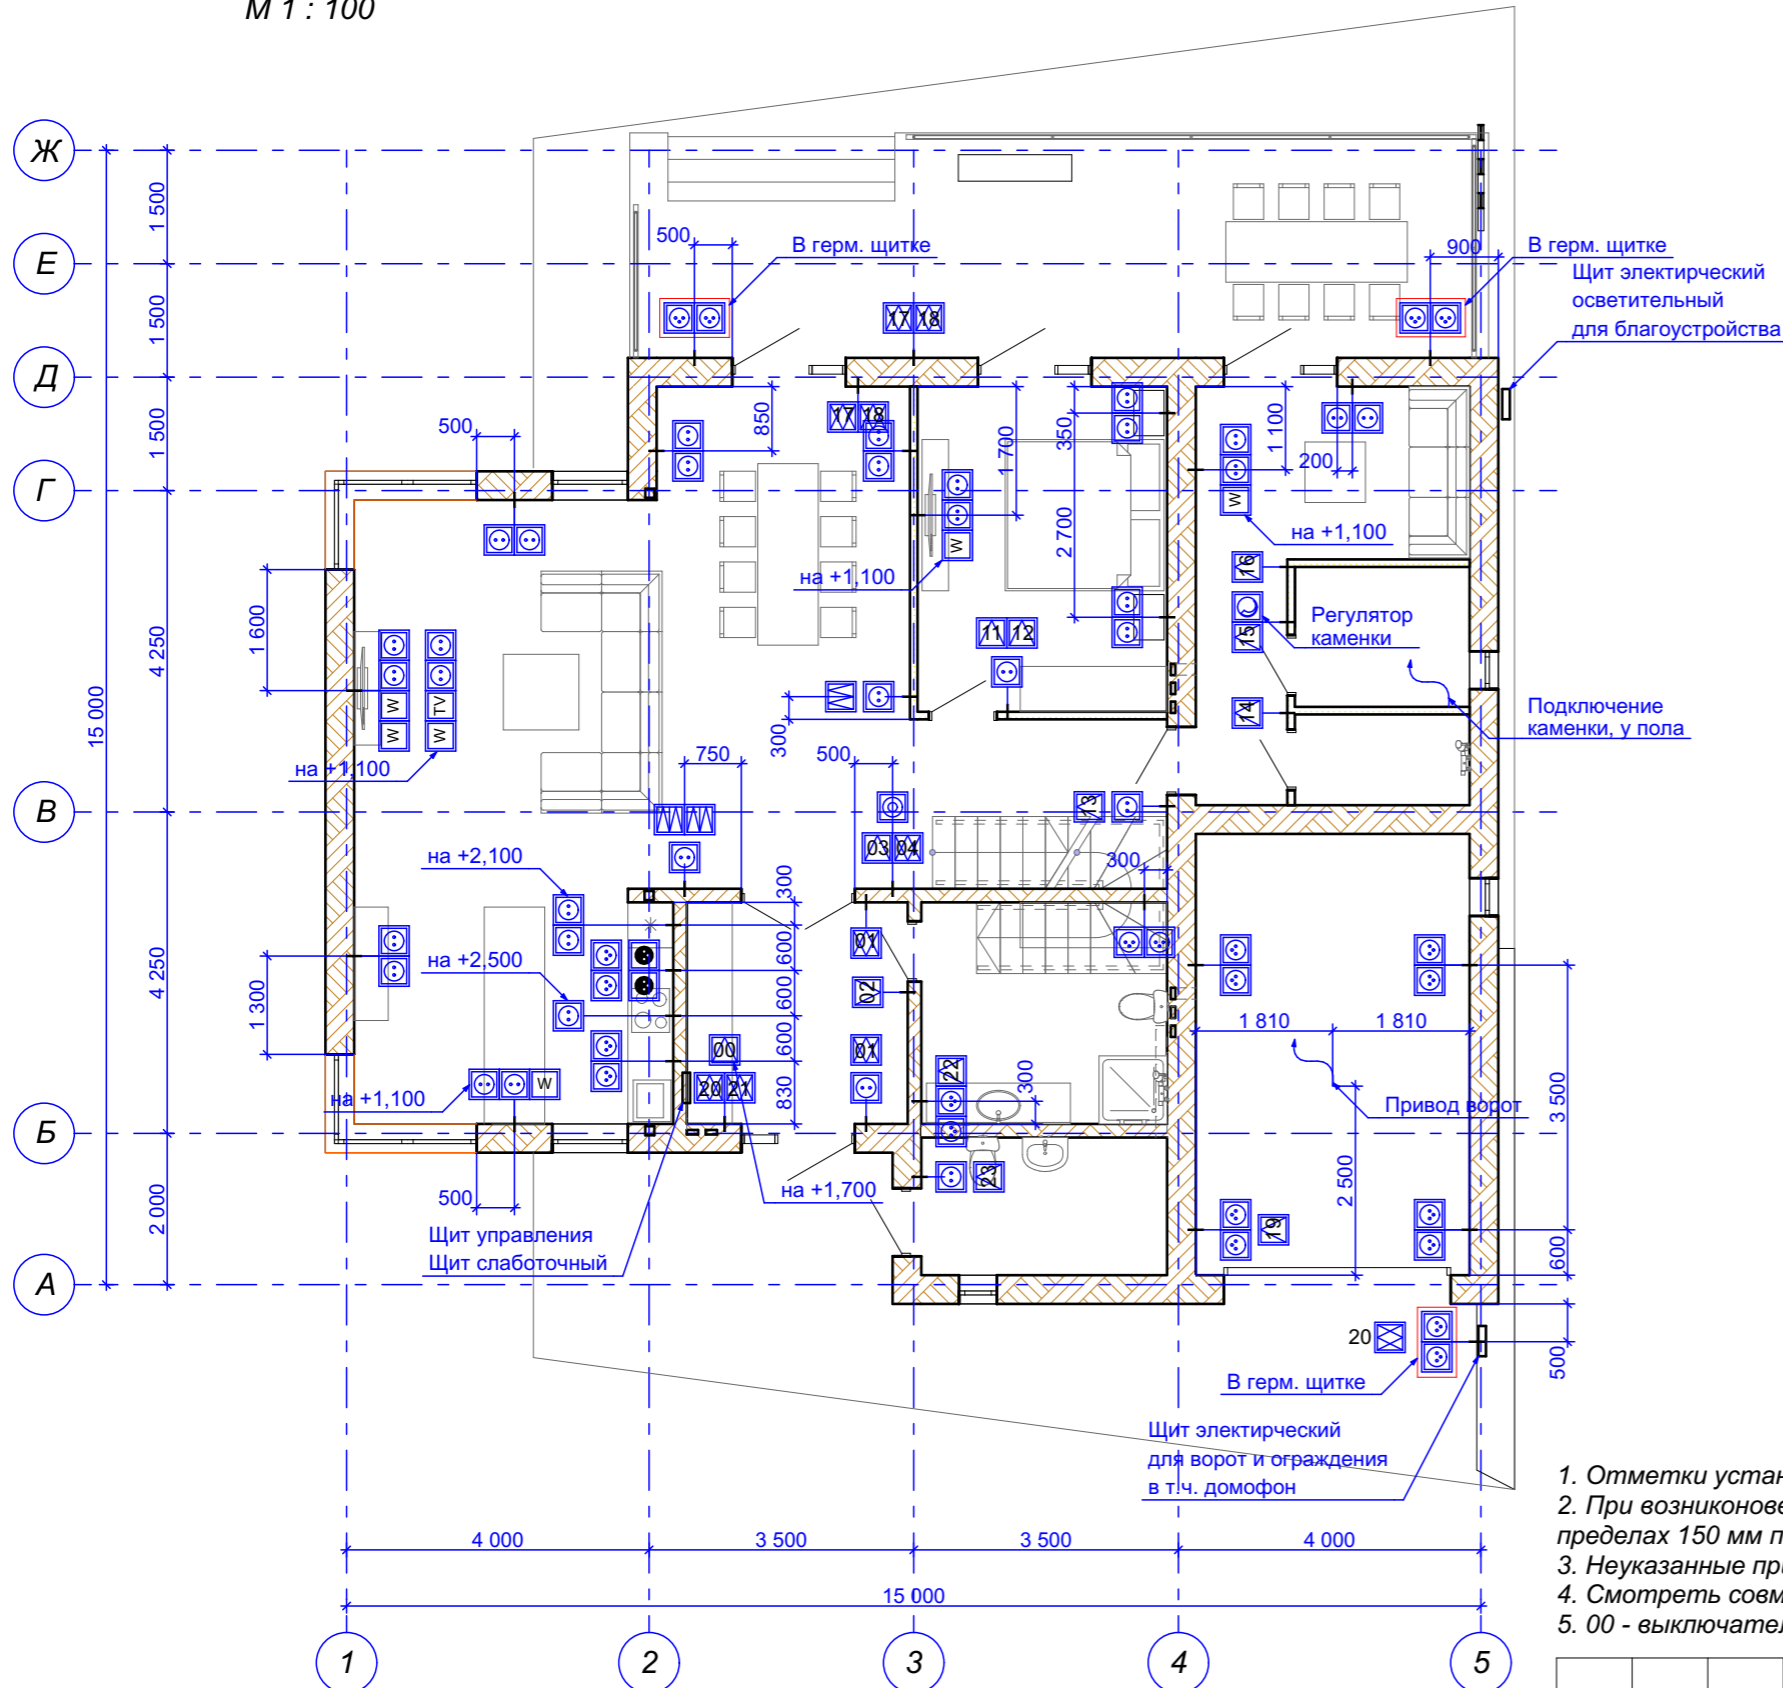 М 1 : 100
Ж
Е
Д
Г
В
Б
А
15 000
1 500
1 500
1 500
4 250
4 250
2 000
500
В герм. щитке
900
В герм. щитке
Щит электирческий
осветительный
для благоустройства
17 18
17 18
850
500
1 700
350
2 700
1 100
200
W
на +1,100
W
на +1,100
16
15
14
Регулятор
каменки
Подключение
каменки, у пола
11 12
1 600
W
W
TV
W
на +1,100
300
750
500
03 04
13
300
на +2,100
на +2,500
1 300
300
600
600
600
830
01
02
01
00
20 21
22
300
23
W
на +1,100
500
на +1,700
Щит управления
Щит слаботочный
1 810
1 810
Привод ворот
2 500
3 500
600
19
500
20
В герм. щитке
Щит электирческий
для ворот и ограждения
в т.ч. домофон
4 000
3 500
3 500
4 000
15 000
1
2
3
4
5
1. Отметки
2. При
пределах 150 мм
3. Неуказанные
4. Смотреть
5. 00 -